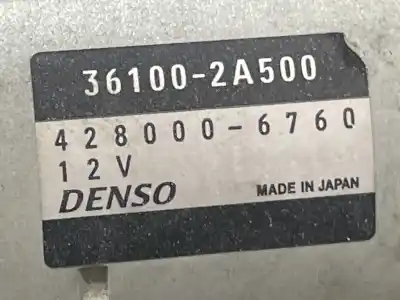 36100-2A500
428000-6760
12V
DENSO MADE IN JAPAN